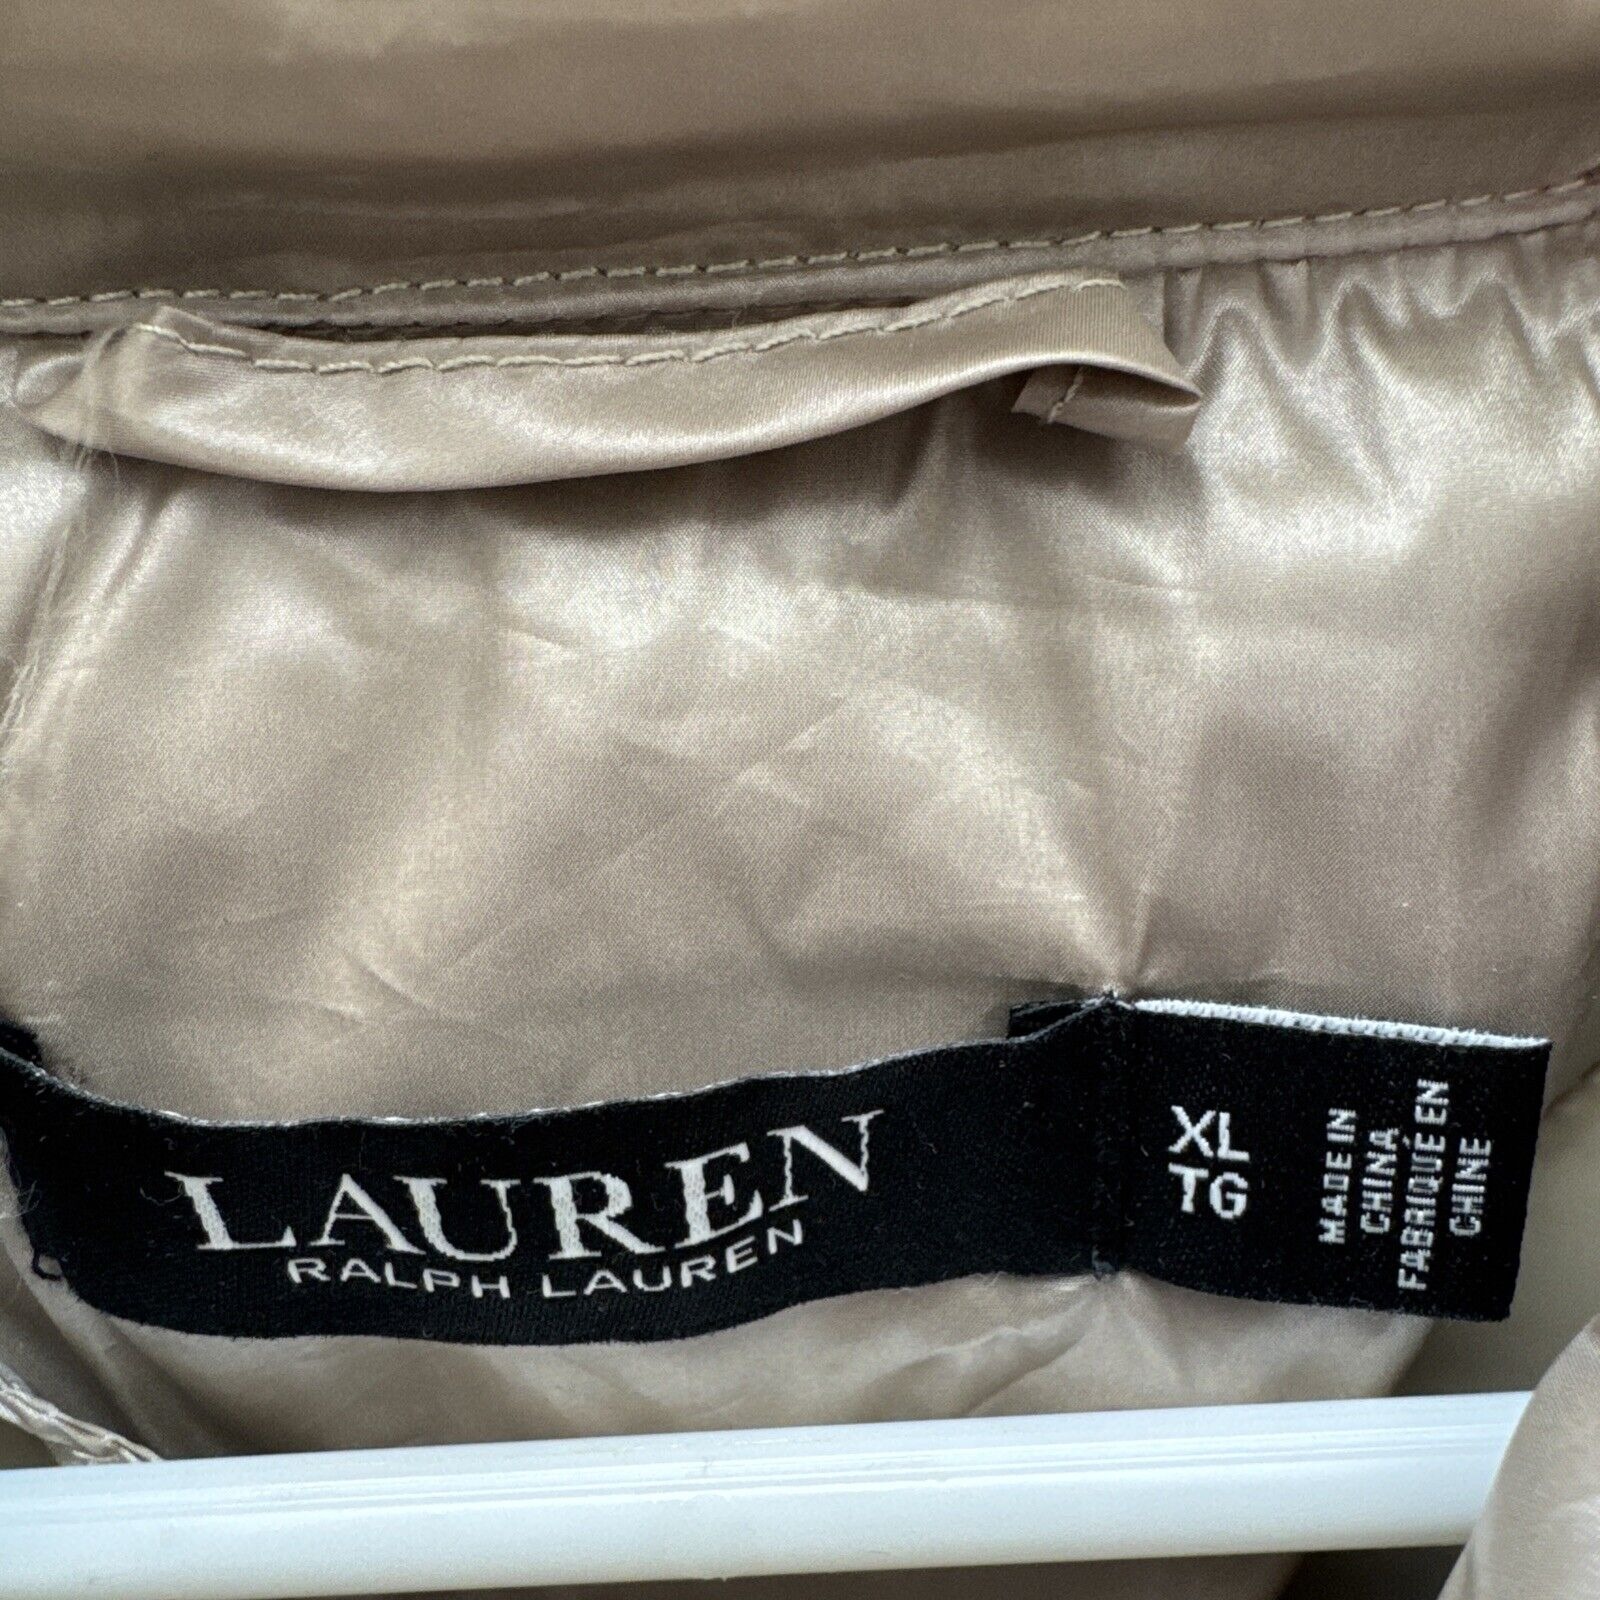 LAUREN
RALPH LAUREN
XL
TG
MADE IN
CHINA
FABRIQUÉ EN
CHINE